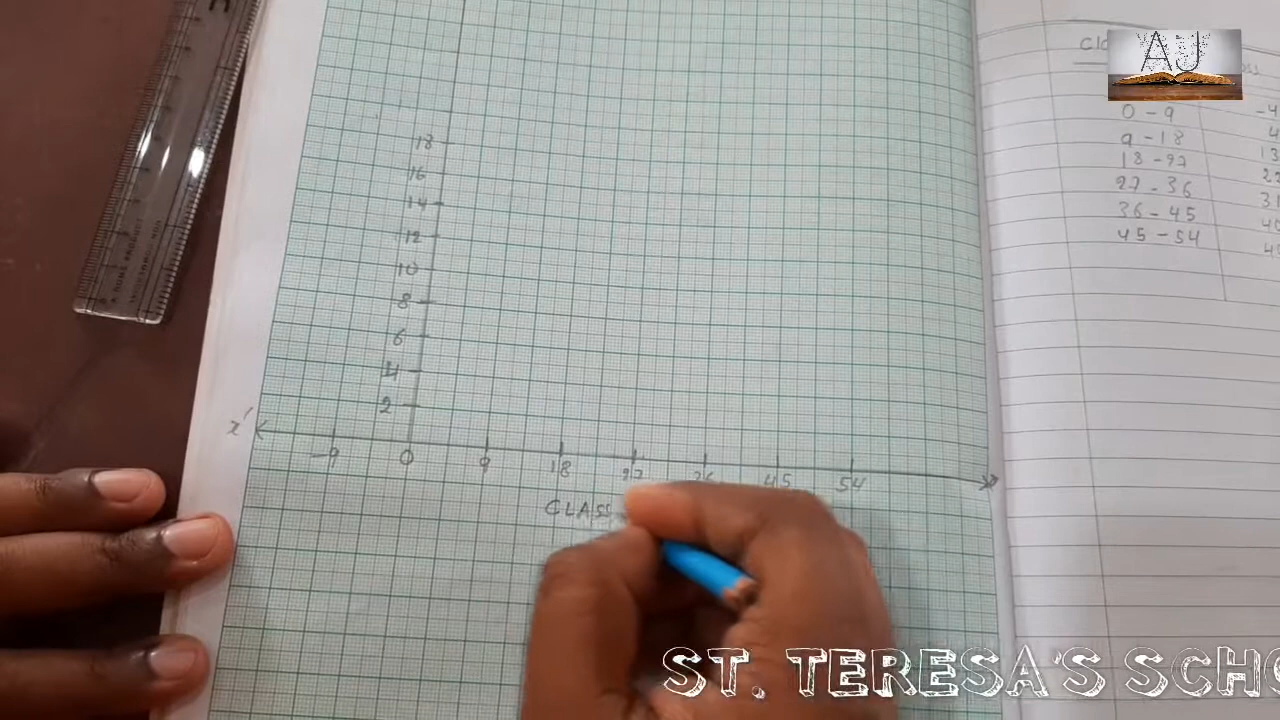 AJ
18
16
14
12
10
8
6
4
2
x'
-9 0 9 18 27 36 45 54
CLASS
0 - 9
9 - 18
18 - 27
27 - 36
36 - 45
45 - 54
ST. TERESA'S SCHO